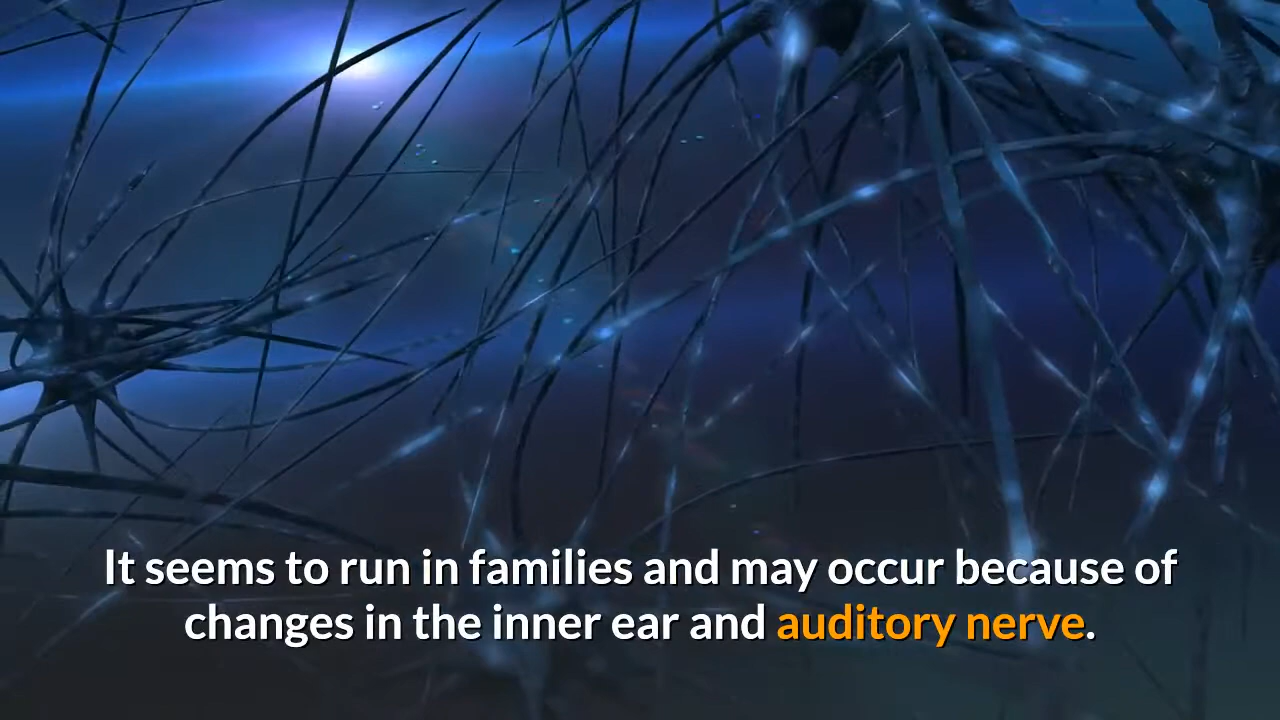 It seems to run in families and may occur because of
changes in the inner ear and auditory nerve.